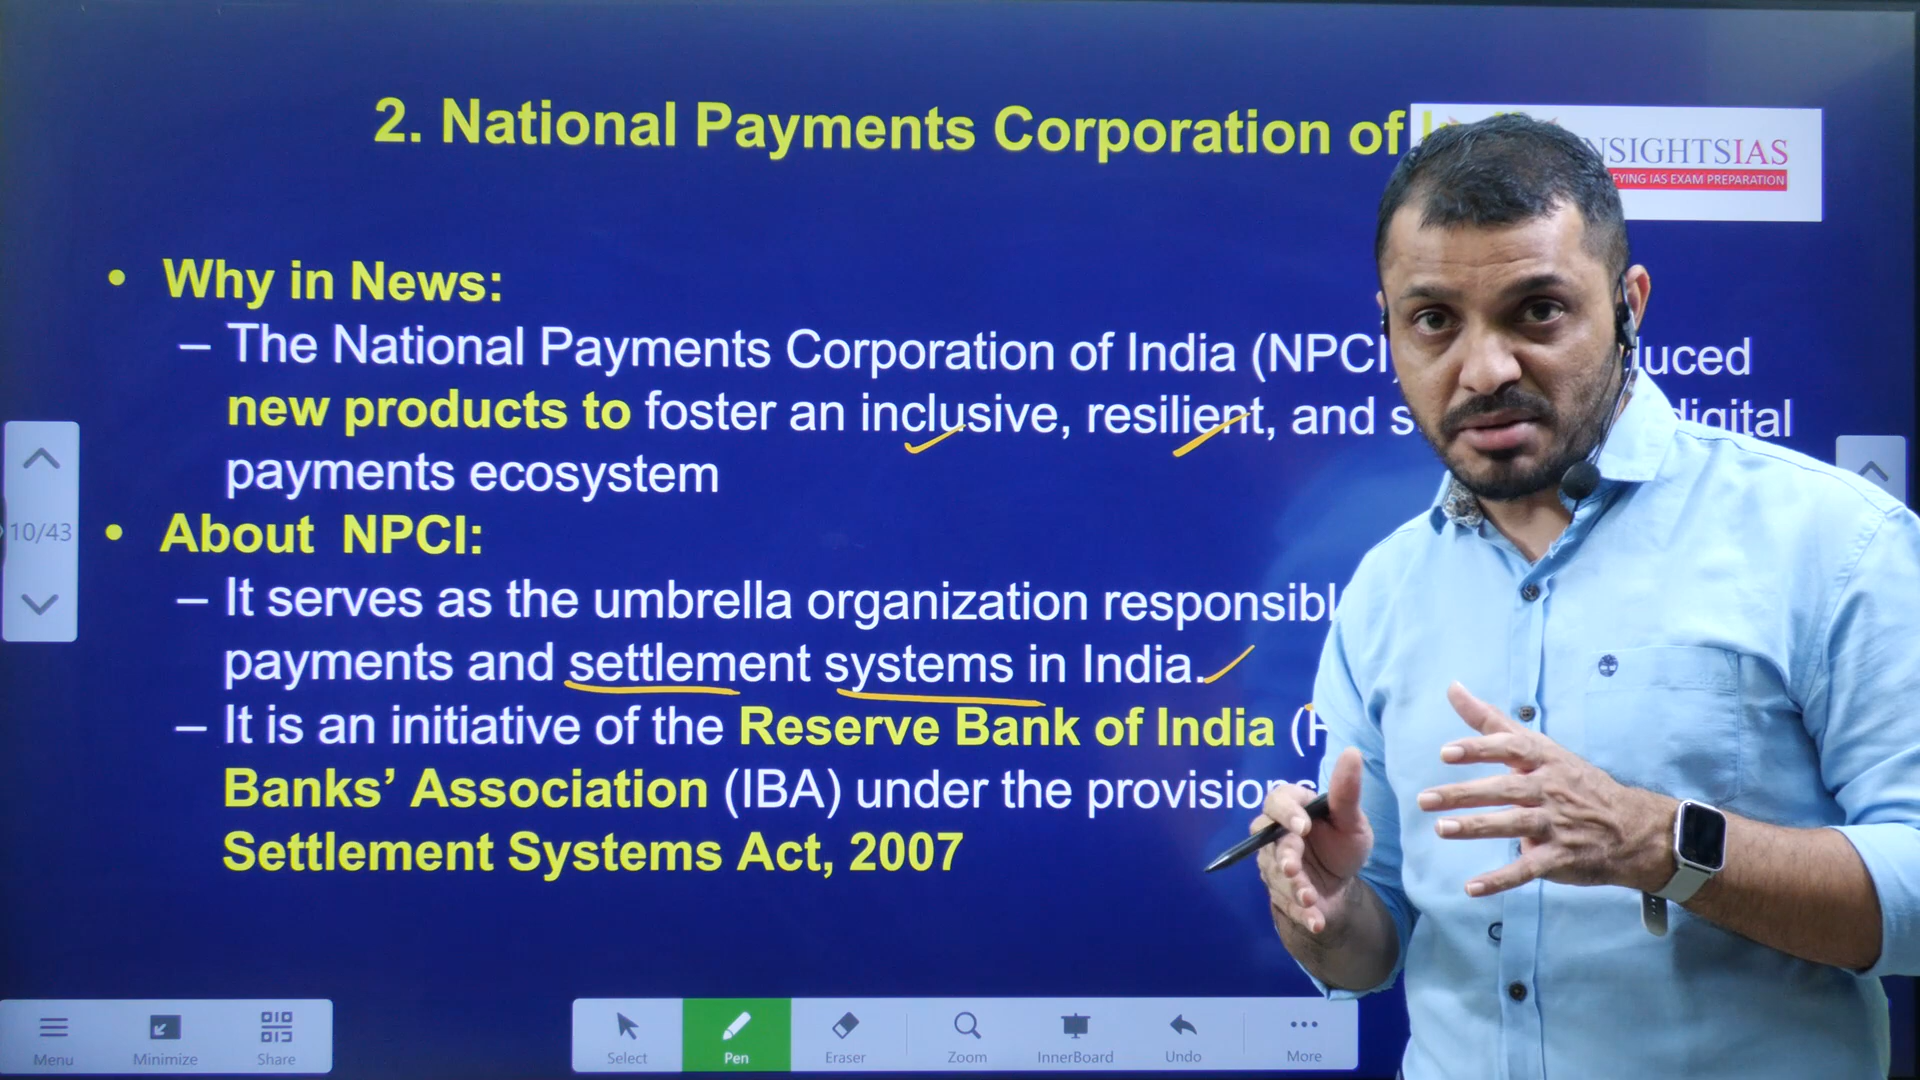 2. National Payments Corporation of
NSIGHTSIAS
FYING IAS EXAM PREPARATION
• Why in News:
– The National Payments Corporation of India (NPCI) uced
new products to foster an inclusive, resilient, and s digital
payments ecosystem
10/43
• About NPCI:
– It serves as the umbrella organization responsibl
payments and settlement systems in India.
– It is an initiative of the Reserve Bank of India (
Banks’ Association (IBA) under the provisions
Settlement Systems Act, 2007
Menu Minimize Share Select Pen Eraser Zoom InnerBoard Undo More